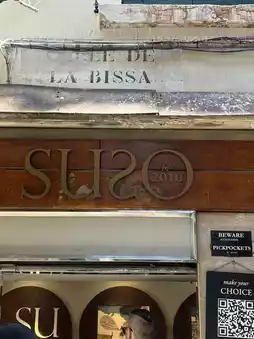 LE DE
LA BISSA
SUSO
2010
BEWARE
PICKPOCKETS
make your
CHOICE
SU